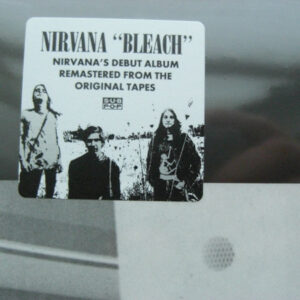 NIRVANA “BLEACH”
NIRVANA’S DEBUT ALBUM
REMASTERED FROM THE
ORIGINAL TAPES
SUB
POP